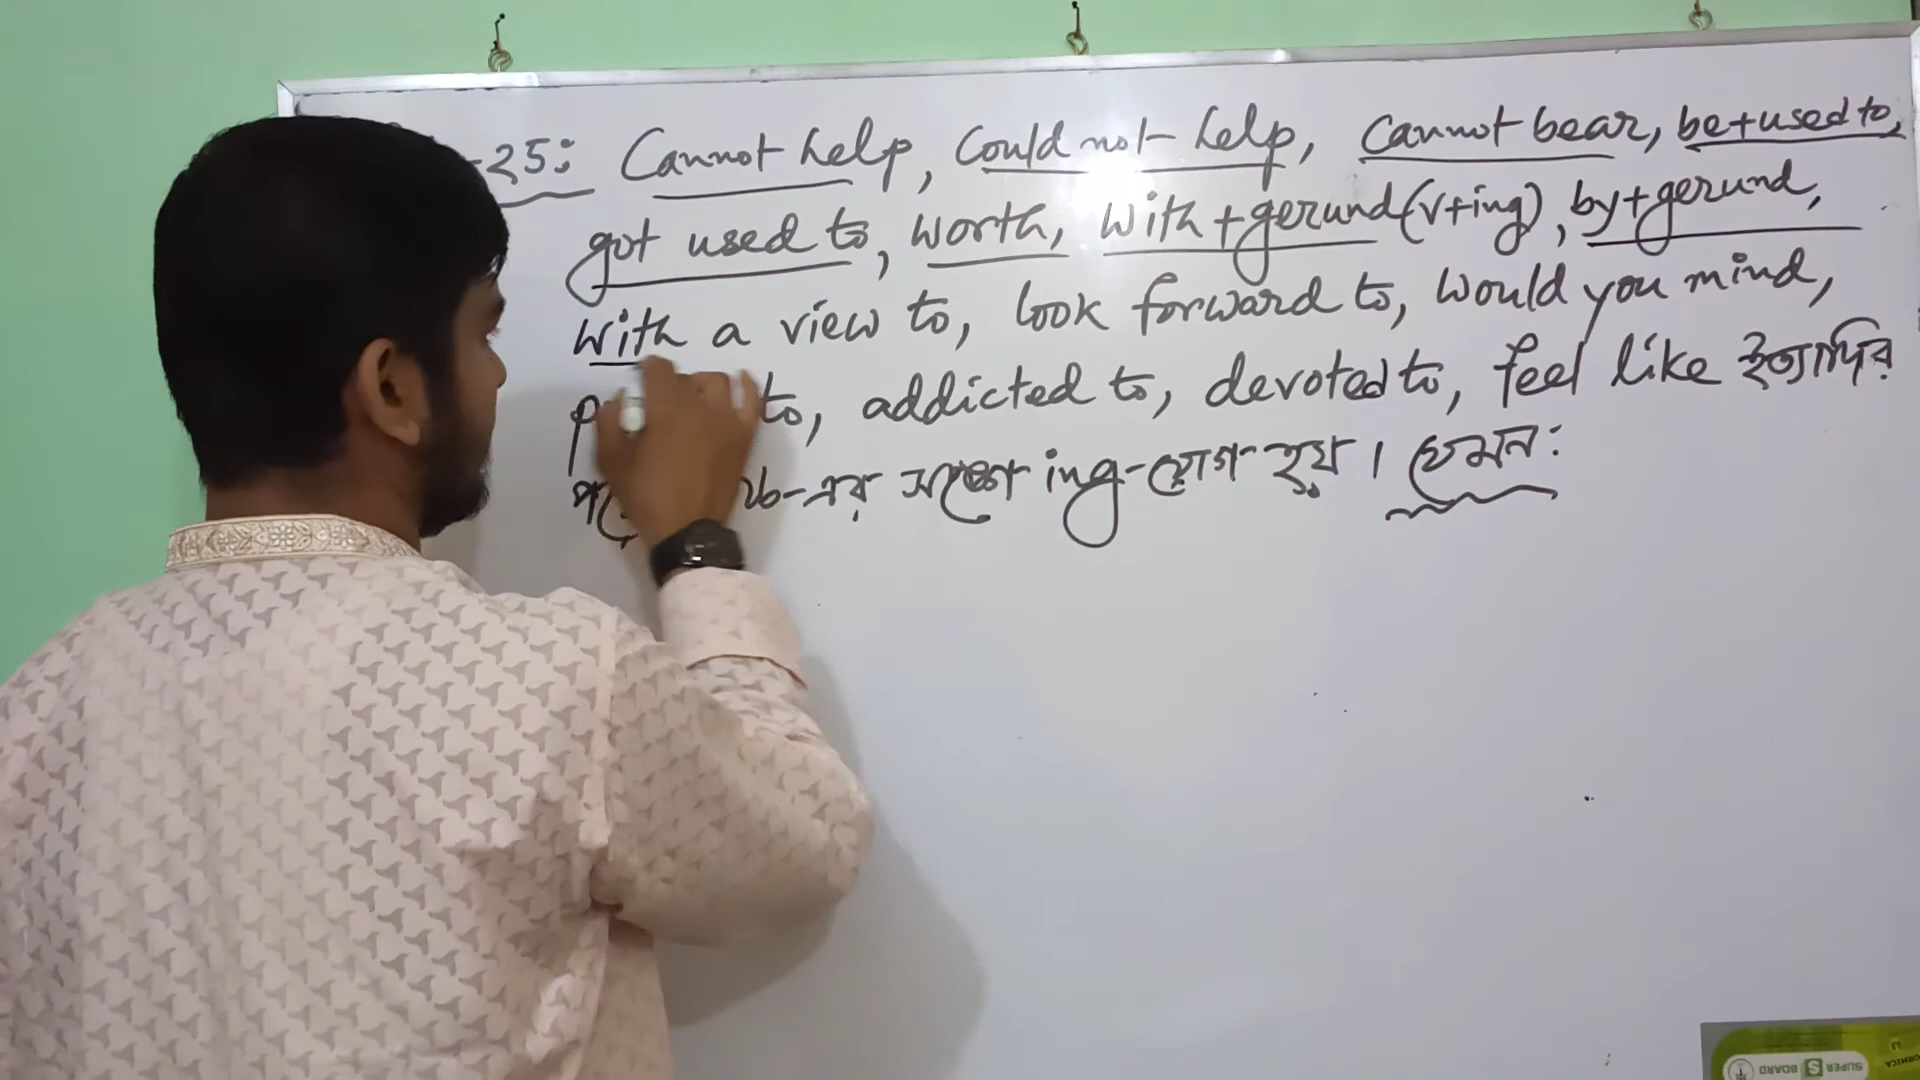 -25: Cannot help, Could not help, Cannot bear, be+used to,
got used to, worth, with+gerund(v+ing), by+gerund,
with a view to, look forward to, would you mind,
to, addicted to, devoted to, feel like ইত্যাদির
-এর সঙ্গে ing-যোগ হয়। যেমন:
SUPER BOARD